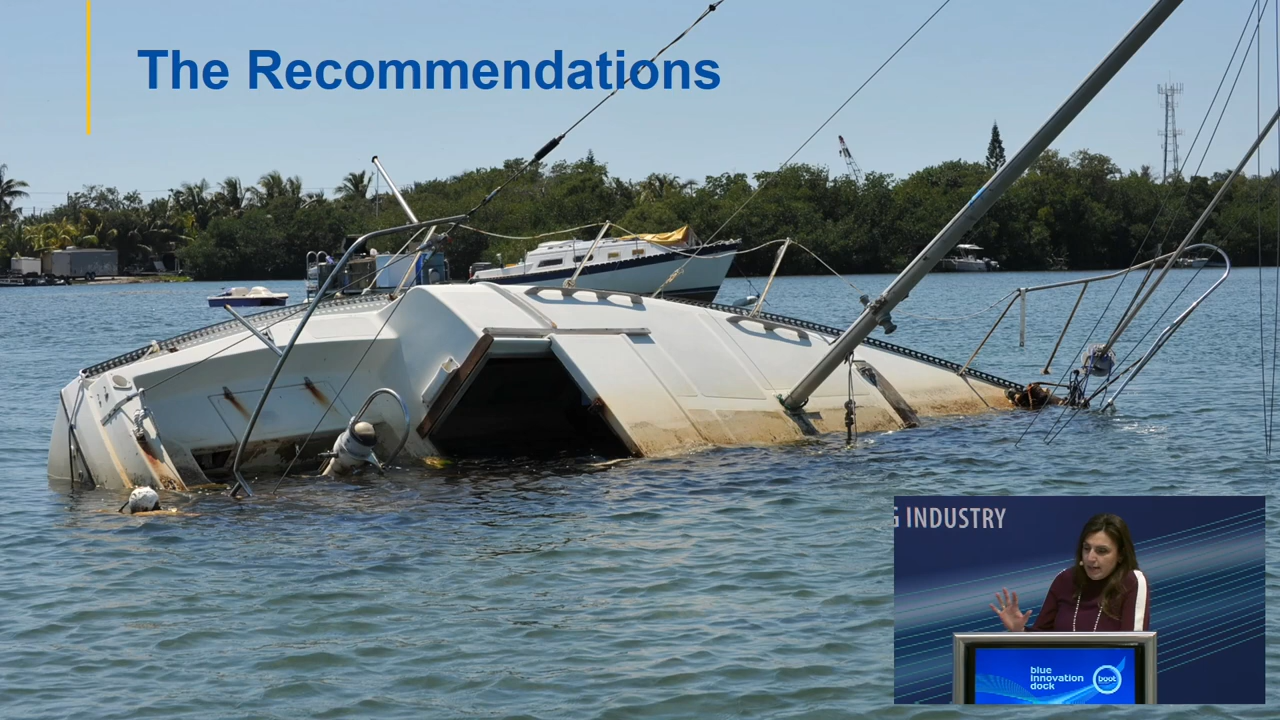 The Recommendations
G INDUSTRY
blue
innovation
dock
boot